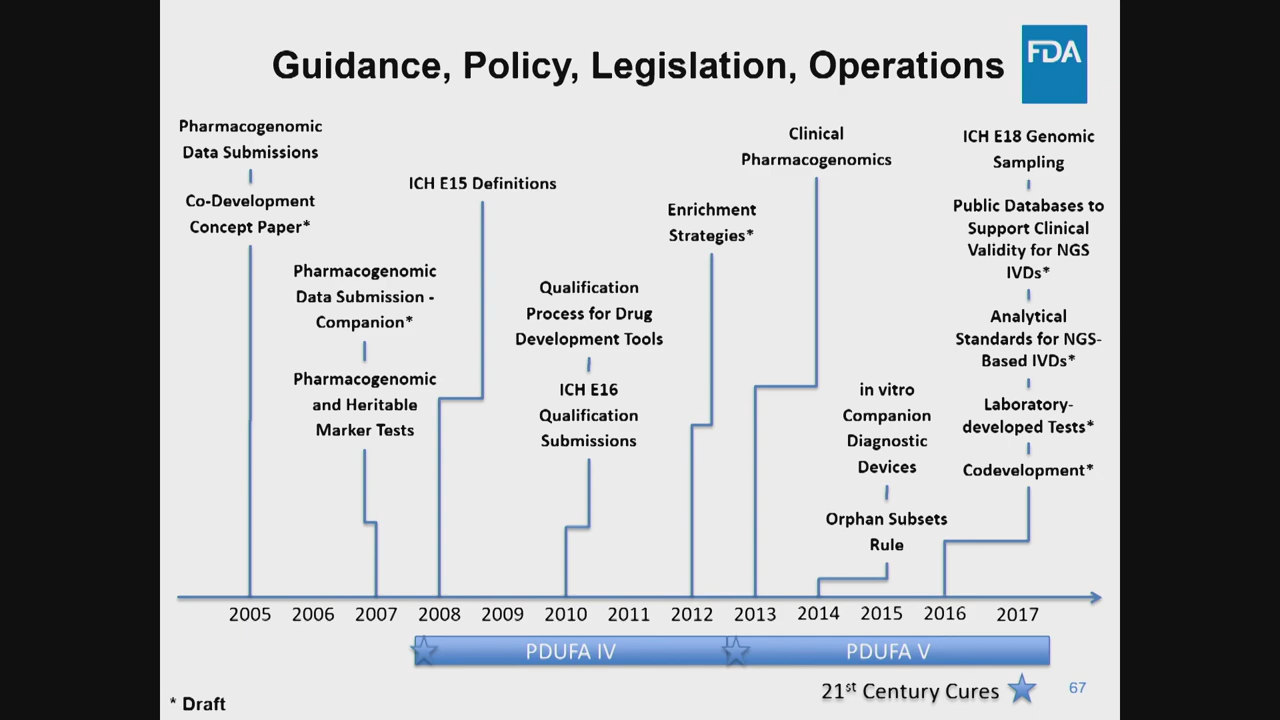 Guidance, Policy, Legislation, Operations
FDA
Pharmacogenomic
Data Submissions
Co-Development
Concept Paper*
Pharmacogenomic
Data Submission -
Companion*
Pharmacogenomic
and Heritable
Marker Tests
ICH E15 Definitions
Qualification
Process for Drug
Development Tools
ICH E16
Qualification
Submissions
Enrichment
Strategies*
Clinical
Pharmacogenomics
in vitro
Companion
Diagnostic
Devices
Orphan Subsets
Rule
ICH E18 Genomic
Sampling
Public Databases to
Support Clinical
Validity for NGS
IVDs*
Analytical
Standards for NGS-
Based IVDs*
Laboratory-
developed Tests*
Codevelopment*
2005 2006 2007 2008 2009 2010 2011 2012 2013 2014 2015 2016 2017
PDUFA IV PDUFA V
21st Century Cures
67
* Draft